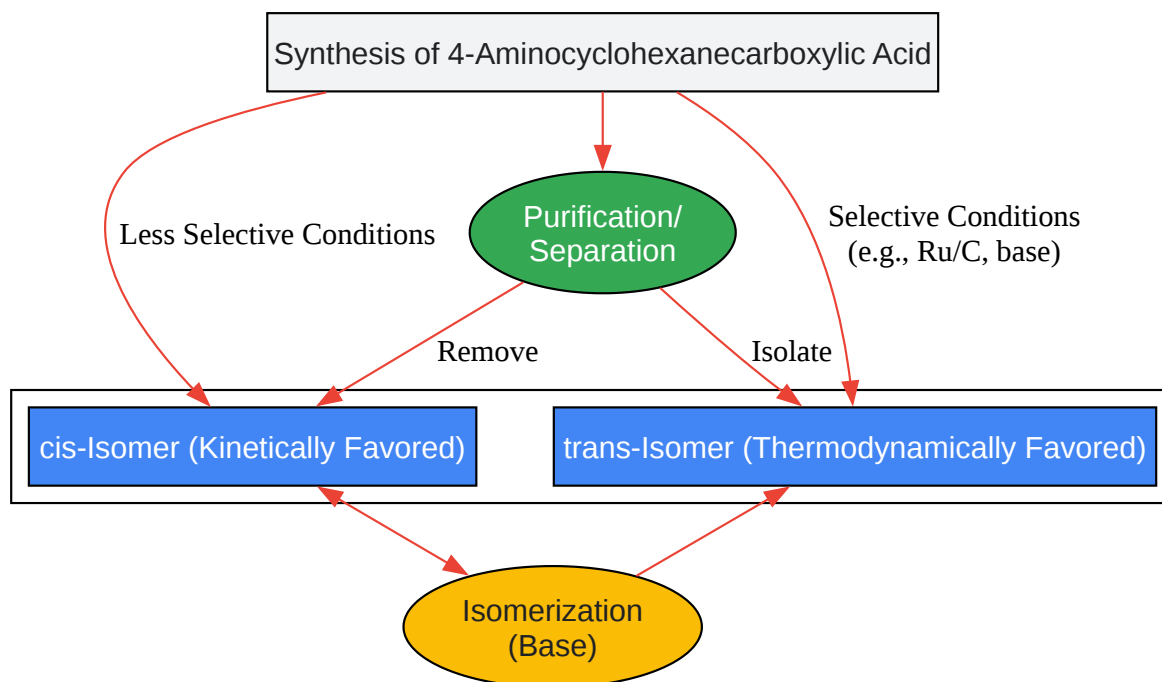 Synthesis of 4-Aminocyclohexanecarboxylic Acid
Purification/
Separation
Less Selective Conditions
Selective Conditions
(e.g., Ru/C, base)
Remove
Isolate
cis-Isomer (Kinetically Favored)
trans-Isomer (Thermodynamically Favored)
Isomerization
(Base)